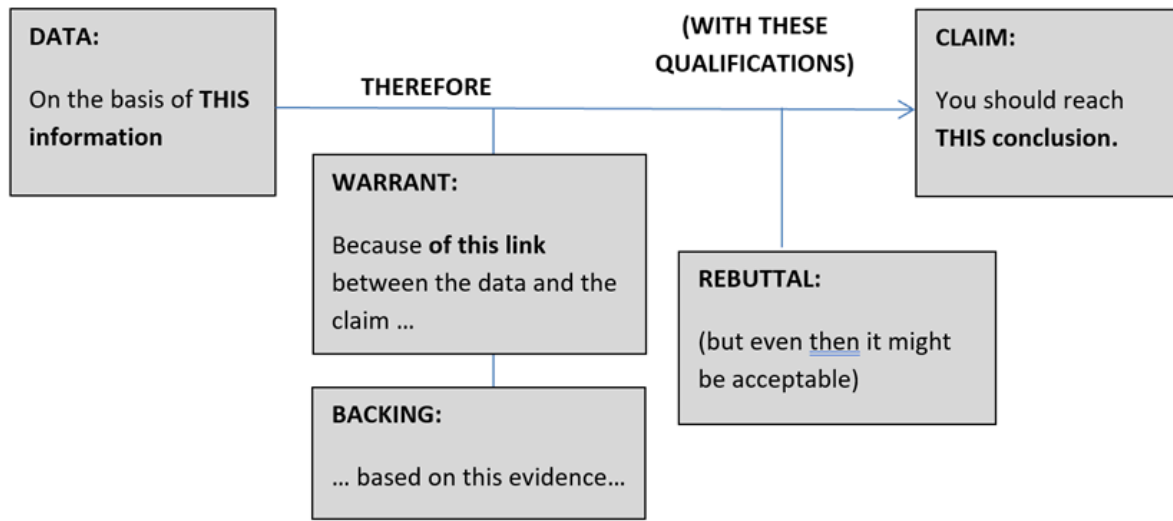 DATA:
On the basis of THIS
information
THEREFORE
(WITH THESE
QUALIFICATIONS)
CLAIM:
You should reach
THIS conclusion.
WARRANT:
Because of this link
between the data and the
claim …
REBUTTAL:
(but even then it might
be acceptable)
BACKING:
… based on this evidence…